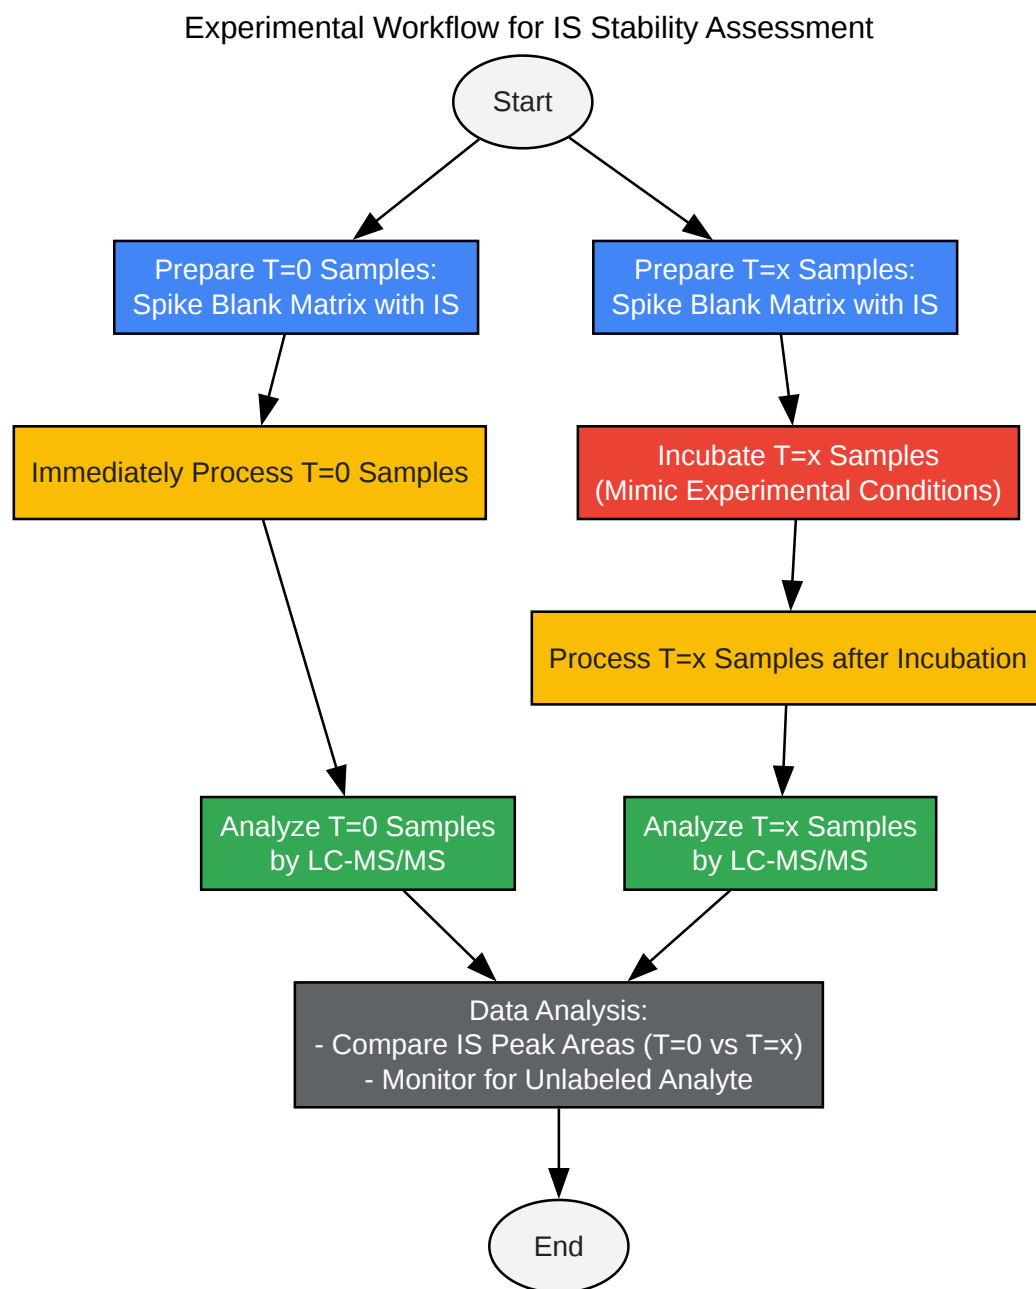 Experimental Workflow for IS Stability Assessment
Start
Prepare T=0 Samples:
Spike Blank Matrix with IS
Prepare T=x Samples:
Spike Blank Matrix with IS
Immediately Process T=0 Samples
Incubate T=x Samples
(Mimic Experimental Conditions)
Process T=x Samples after Incubation
Analyze T=0 Samples
by LC-MS/MS
Analyze T=x Samples
by LC-MS/MS
Data Analysis:
- Compare IS Peak Areas (T=0 vs T=x)
- Monitor for Unlabeled Analyte
End